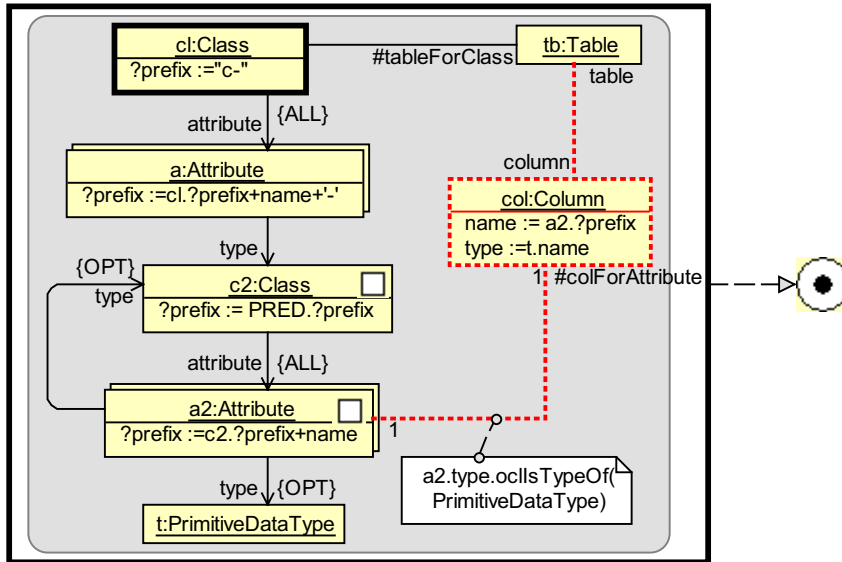 cl:Class
?prefix :="c-"
tb:Table
#tableForClass
table
attribute {ALL}
a:Attribute
?prefix :=cl.?prefix+name+'-'
column
col:Column
name := a2.?prefix
type :=t.name
type
{OPT}
type
c2:Class
?prefix := PRED.?prefix
1 #colForAttribute
attribute {ALL}
a2:Attribute
?prefix :=c2.?prefix+name
1
a2.type.oclIsTypeOf(
PrimitiveDataType)
type {OPT}
t:PrimitiveDataType